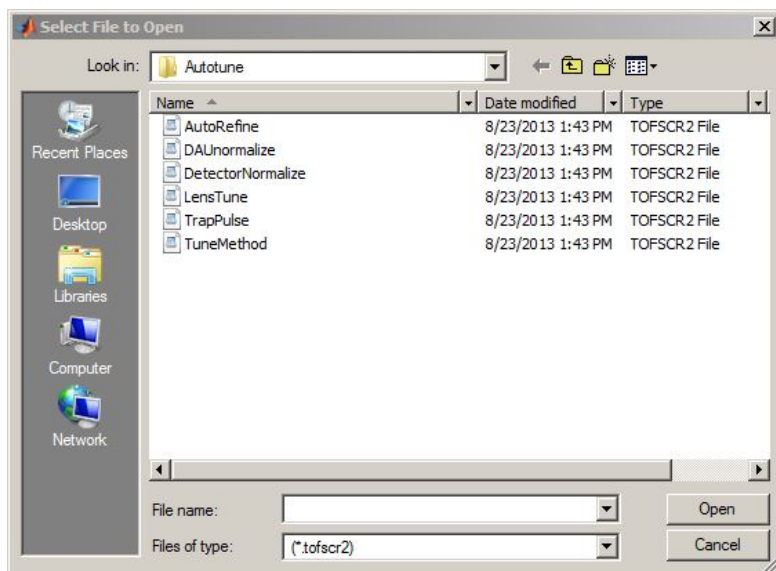 Select File to Open
Look in: Autotune
Name Date modified Type
AutoRefine 8/23/2013 1:43 PM TOFSCR2 File
DAUnormalize 8/23/2013 1:43 PM TOFSCR2 File
DetectorNormalize 8/23/2013 1:43 PM TOFSCR2 File
LensTune 8/23/2013 1:43 PM TOFSCR2 File
TrapPulse 8/23/2013 1:43 PM TOFSCR2 File
TuneMethod 8/23/2013 1:43 PM TOFSCR2 File
Recent Places
Desktop
Libraries
Computer
Network
File name: Open
Files of type: (*.tofscr2) Cancel